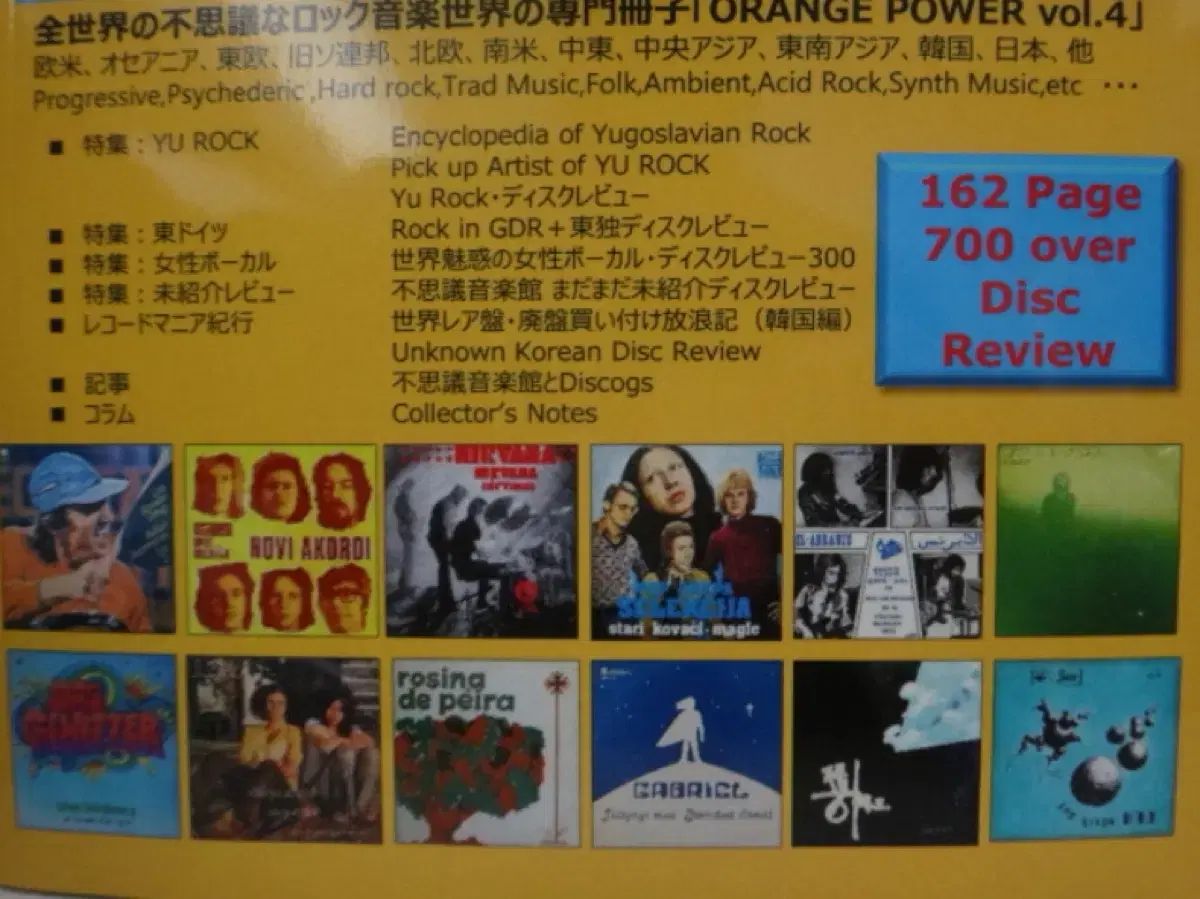 全世界の不思議なロック音楽世界の専門冊子「ORANGE POWER vol.4」
欧米、オセアニア、東欧、旧ソ連邦、北欧、南米、中東、中央アジア、東南アジア、韓国、日本、他
Progressive,Psychederic ,Hard rock,Trad Music,Folk,Ambient,Acid Rock,Synth Music,etc ・・・
■ 特集：YU ROCK Encyclopedia of Yugoslavian Rock
Pick up Artist of YU ROCK
Yu Rock・ディスクレビュー
■ 特集：東ドイツ Rock in GDR＋東独ディスクレビュー
■ 特集：女性ボーカル 世界魅惑の女性ボーカル・ディスクレビュー300
■ 特集：未紹介レビュー 不思議音楽館 まだまだ未紹介ディスクレビュー
■ レコードマニア紀行 世界レア盤・廃盤買い付け放浪記（韓国編）
Unknown Korean Disc Review
■ 記事 不思議音楽館とDiscogs
■ コラム Collector's Notes
162 Page
700 over
Disc
Review
NOVI AKORDI
NIRVANA
SELEKCIJA
stari kovači・magle
EL-ABRANIS
GEWITTER
rosina
de peira
GABRIEL